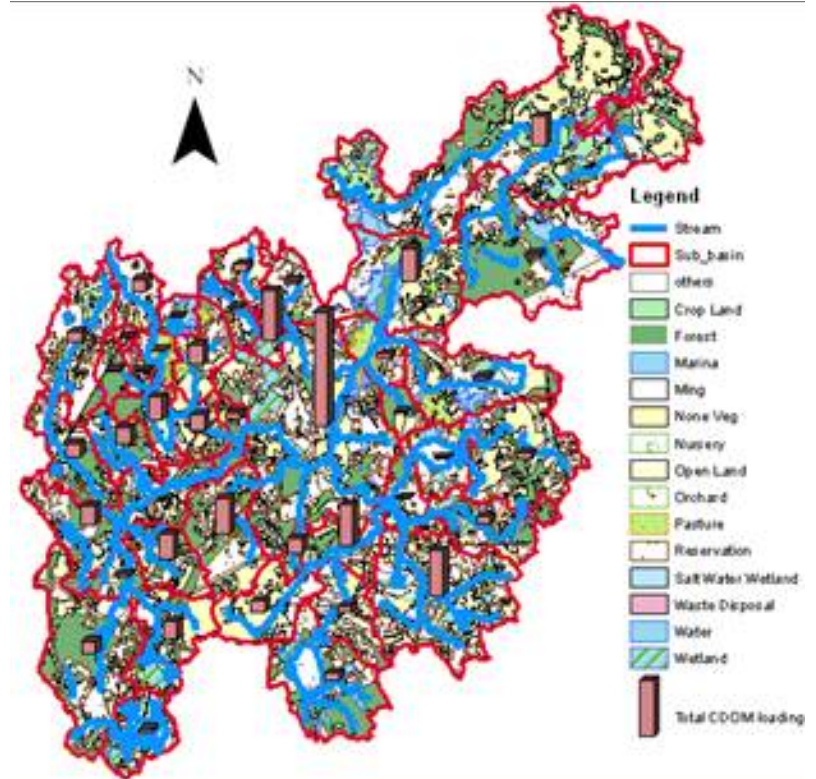 N
Legend
Stream
Sub_basin
others
Crop Land
Forest
Marina
Ming
None Veg
Nursery
Open Land
Orchard
Pasture
Reservation
Salt Water Wetland
Waste Disposal
Water
Wetland
Total CDOM loading